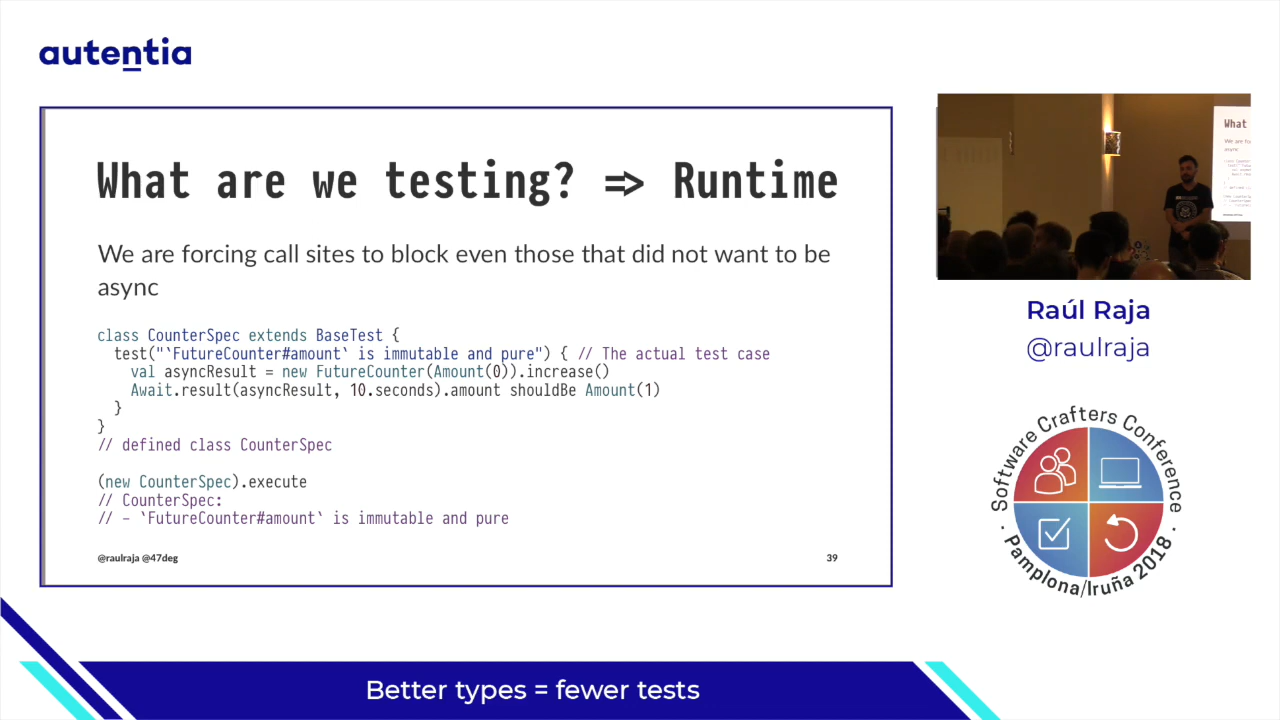 autentia
What are we testing? => Runtime
We are forcing call sites to block even those that did not want to be
async
class CounterSpec extends BaseTest {
  test("`FutureCounter#amount` is immutable and pure") { // The actual test case
    val asyncResult = new FutureCounter(Amount(0)).increase()
    Await.result(asyncResult, 10.seconds).amount shouldBe Amount(1)
  }
}
// defined class CounterSpec
(new CounterSpec).execute
// CounterSpec:
// - `FutureCounter#amount` is immutable and pure
@raulraja @47deg
39
What
Raúl Raja
@raulraja
Software Crafters Conference
· Pamplona/Iruña 2018 ·
Better types = fewer tests